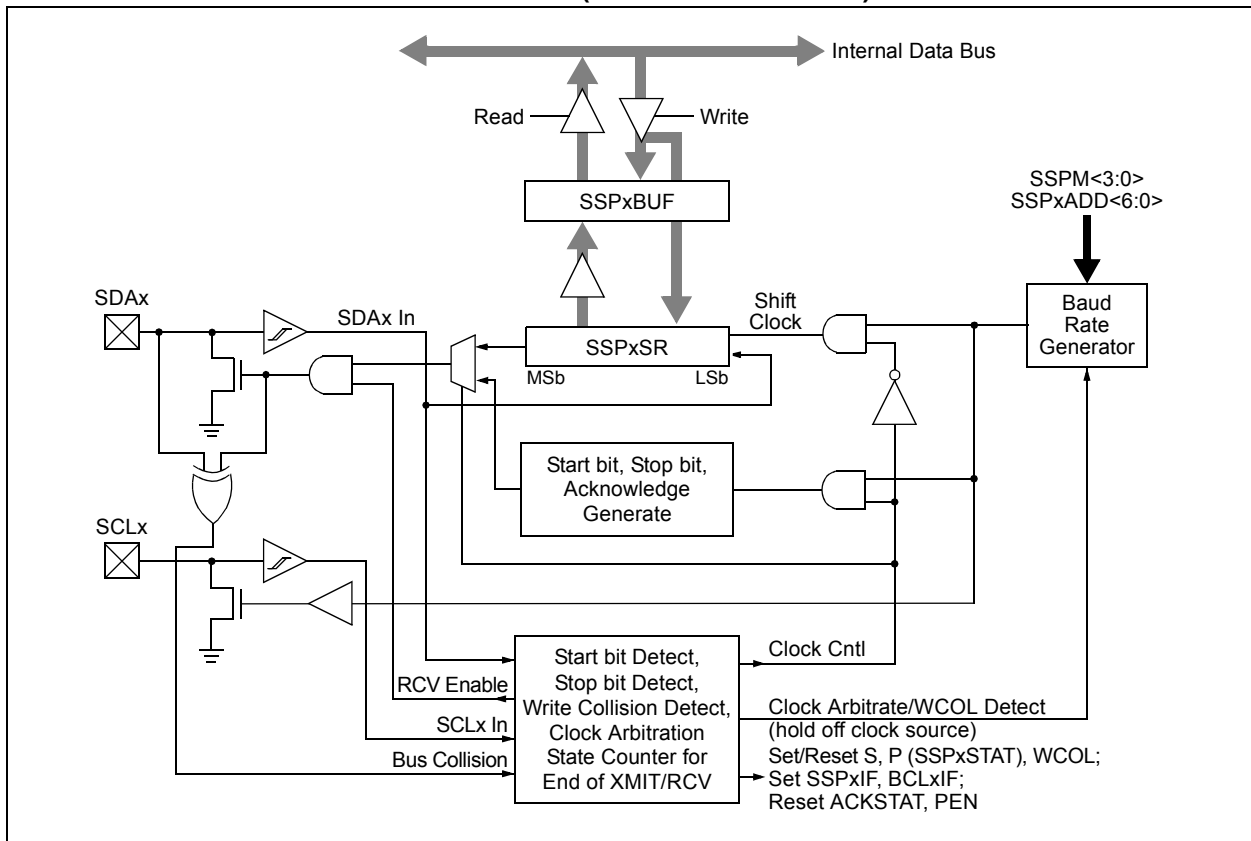 Internal Data Bus
Read
Write
SSPxBUF
SSPM<3:0>
SSPxADD<6:0>
Baud
Rate
Generator
SDAx
SDAx In
Shift
Clock
SSPxSR
MSb
LSb
Start bit, Stop bit,
Acknowledge
Generate
SCLx
Start bit Detect,
Stop bit Detect,
Write Collision Detect,
Clock Arbitration
State Counter for
End of XMIT/RCV
RCV Enable
SCLx In
Bus Collision
Clock Cntl
Clock Arbitrate/WCOL Detect
(hold off clock source)
Set/Reset S, P (SSPxSTAT), WCOL;
Set SSPxIF, BCLxIF;
Reset ACKSTAT, PEN